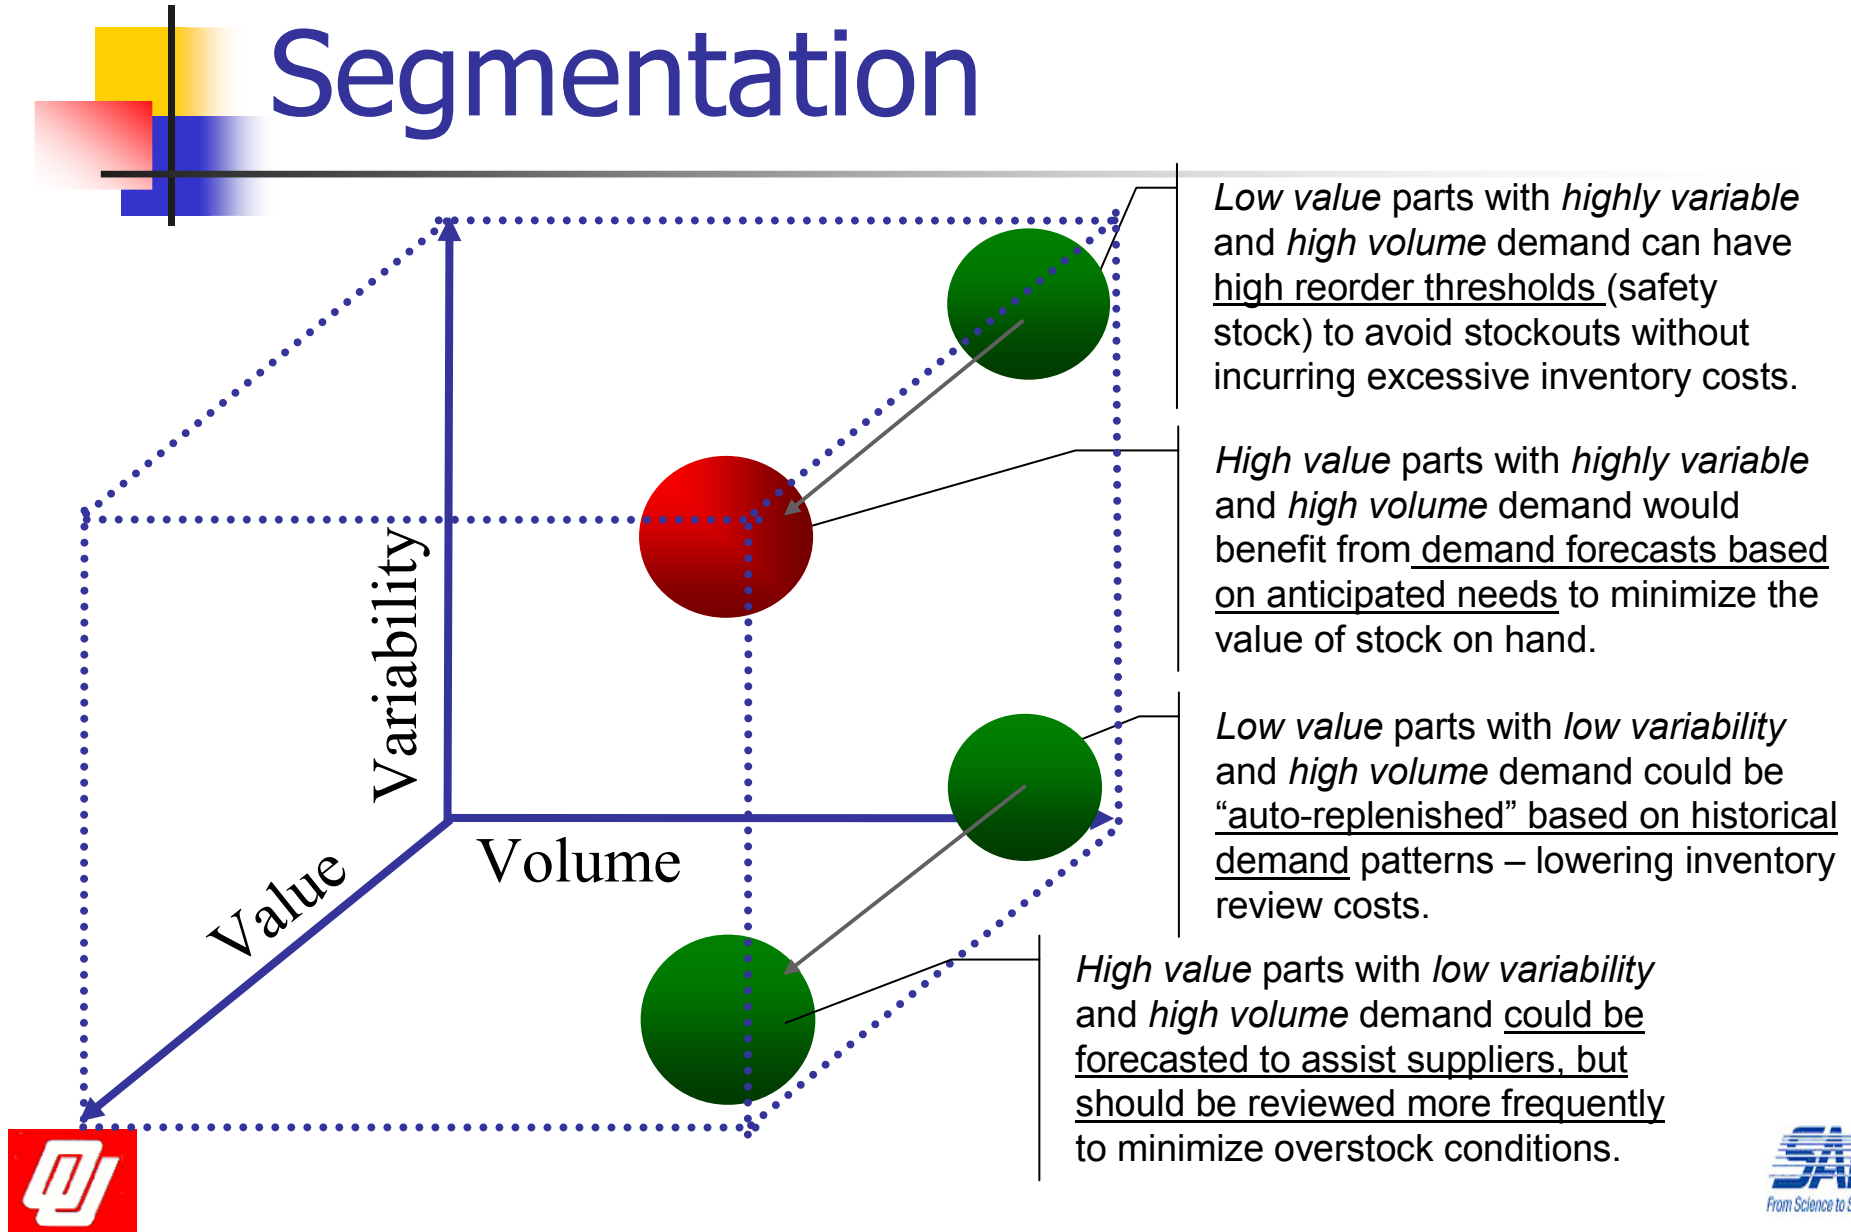 Segmentation
Low value parts with highly variable
and high volume demand can have
high reorder thresholds (safety
stock) to avoid stockouts without
incurring excessive inventory costs.
High value parts with highly variable
and high volume demand would
benefit from demand forecasts based
on anticipated needs to minimize the
value of stock on hand.
Variability
Value
Volume
Low value parts with low variability
and high volume demand could be
“auto-replenished” based on historical
demand patterns – lowering inventory
review costs.
High value parts with low variability
and high volume demand could be
forecasted to assist suppliers, but
should be reviewed more frequently
to minimize overstock conditions.
OU
From Science to